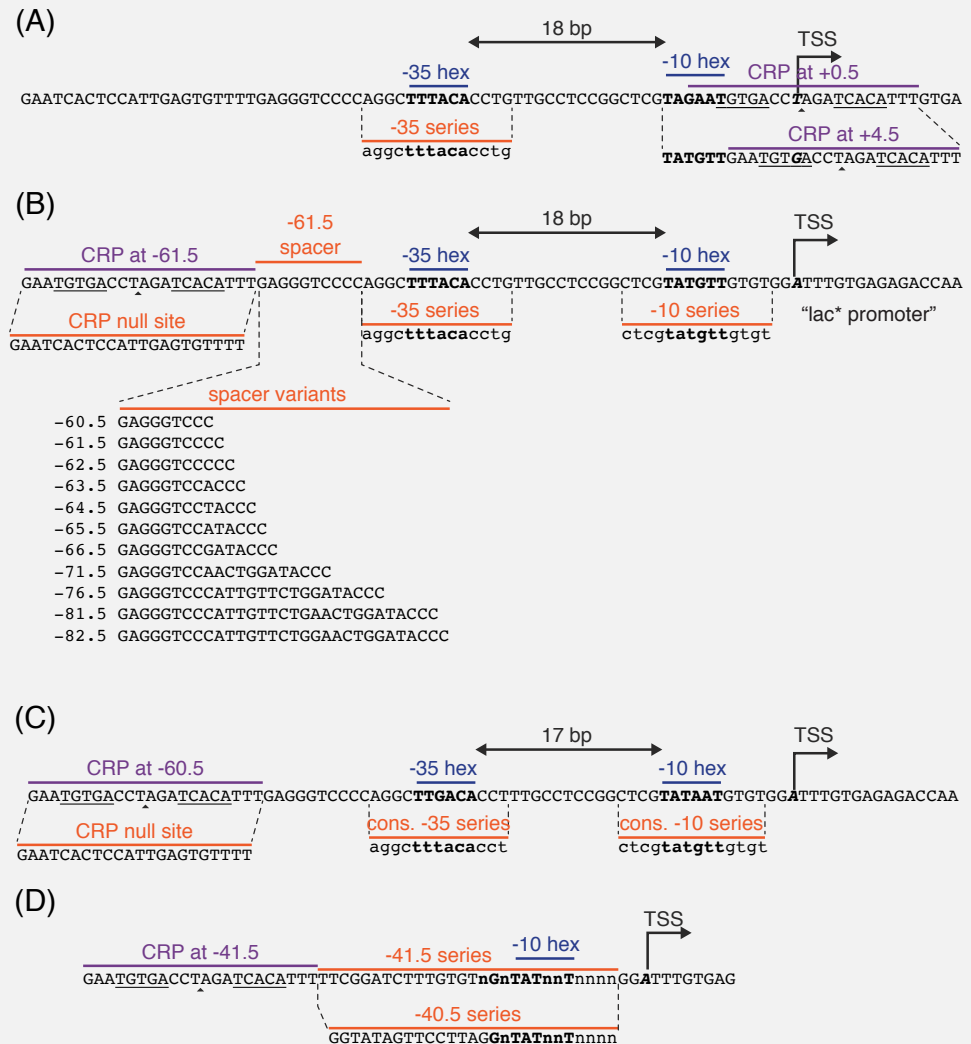 (A)
18 bp
TSS
-35 hex
-10 hex
CRP at +0.5
GAATCACTCCATTGAGTGTTTTGAGGGTCCCCAGGCTTTACACCTGTTGCCTCCGGCTCGTAGAATGTGACCTAGATCACATTTGTGA
-35 series
CRP at +4.5
aggctttacacctg
TATGTTGAATGTGACCTAGATCACATTT
(B)
-61.5
spacer
18 bp
TSS
CRP at -61.5
-35 hex
-10 hex
GAATGTGACCTAGATCACATTTGAGGGTCCCCAGGCTTTACACCTGTTGCCTCCGGCTCGTATGTTGTGTGGATTTGTGAGAGACCAA
CRP null site
-35 series
-10 series
"lac* promoter"
GAATCACTCCATTGAGTGTTTT
aggctttacacctg
ctcgtatgttgtgt
spacer variants
-60.5 GAGGGTCCC
-61.5 GAGGGTCCCC
-62.5 GAGGGTCCCCC
-63.5 GAGGGTCCACCC
-64.5 GAGGGTCCTACCC
-65.5 GAGGGTCCATACCC
-66.5 GAGGGTCCGATACCC
-71.5 GAGGGTCCAACTGGATACCC
-76.5 GAGGGTCCCATTGTTCTGGATACCC
-81.5 GAGGGTCCCATTGTTCTGAACTGGATACCC
-82.5 GAGGGTCCCATTGTTCTGGAACTGGATACCC
(C)
17 bp
TSS
CRP at -60.5
-35 hex
-10 hex
GAATGTGACCTAGATCACATTTGAGGGTCCCCAGGCTTGACACCTTTGCCTCCGGCTCGTATAATGTGTGGATTTGTGAGAGACCAA
CRP null site
cons. -35 series
cons. -10 series
GAATCACTCCATTGAGTGTTTT
aggctttacacct
ctcgtatgttgtgt
(D)
TSS
-10 hex
CRP at -41.5
-41.5 series
GAATGTGACCTAGATCACATTTTTCGGATCTTTGTGTnGnTATnnTnnnnGGATTTGTGAG
-40.5 series
GGTATAGTTCCTTAGGnTATnnTnnnn